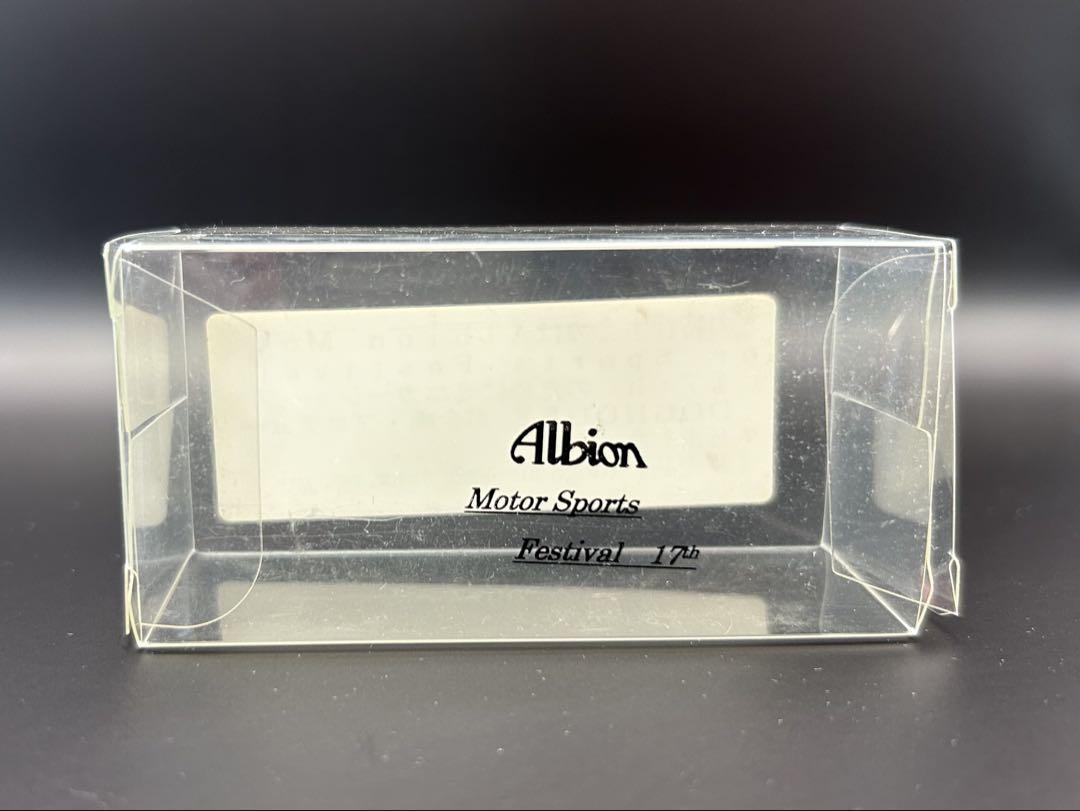 Albion
Motor Sports
Festival 17th